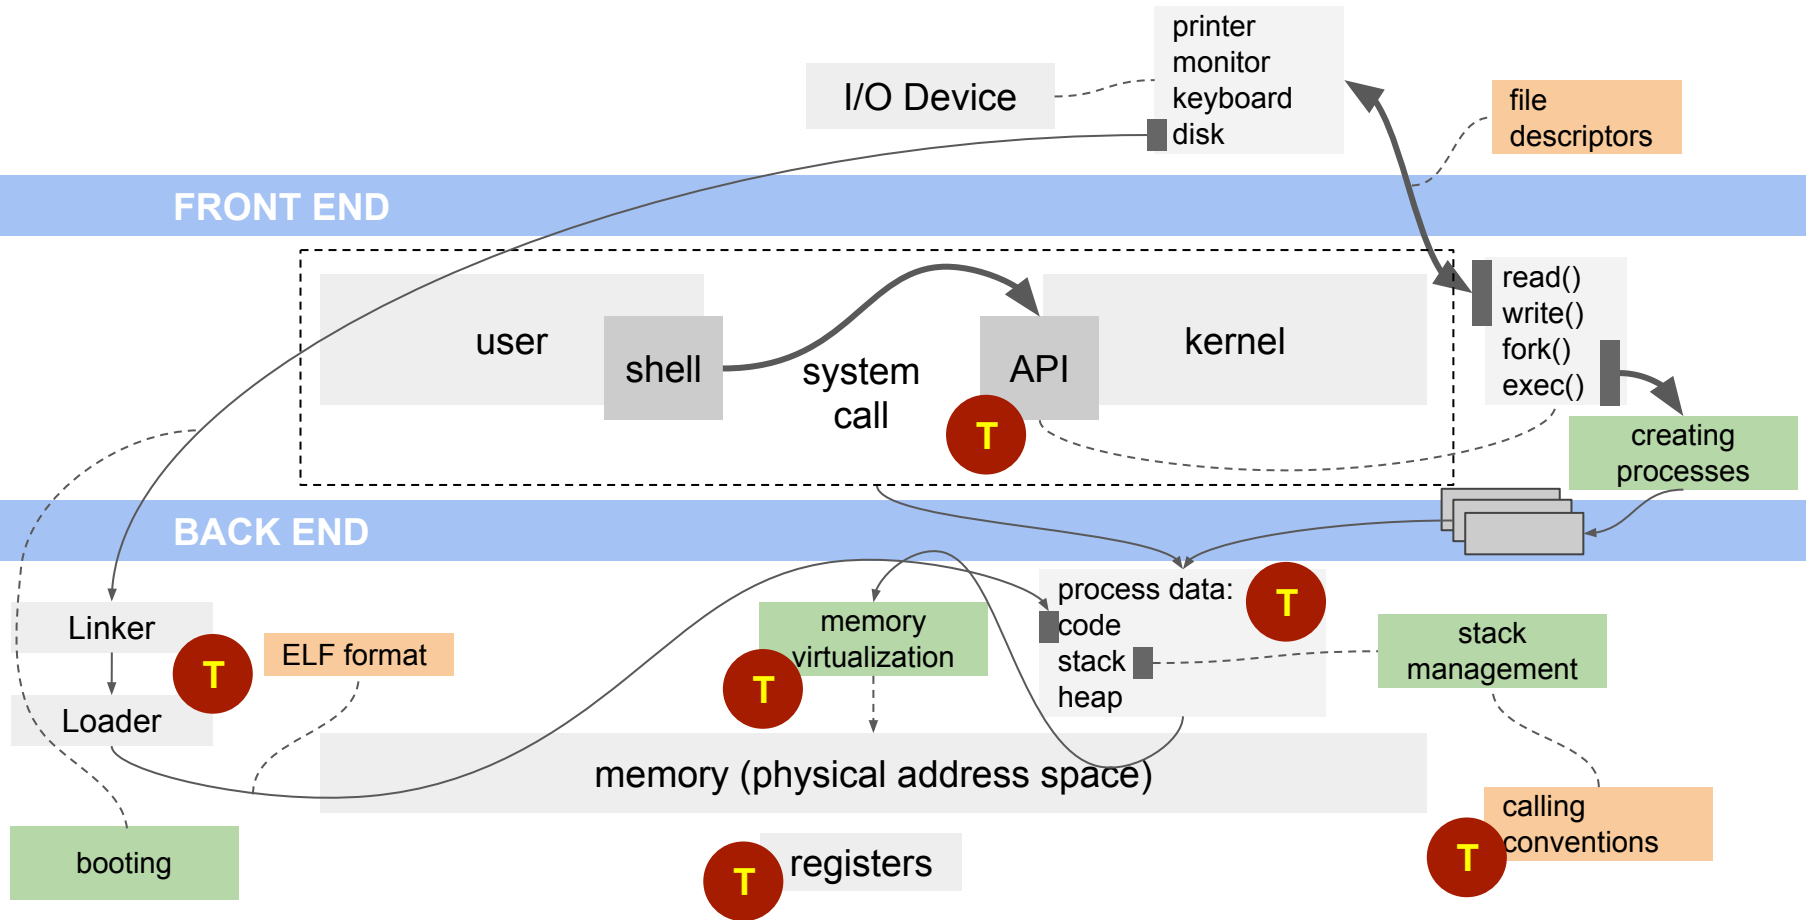 printer
monitor
keyboard
disk
I/O Device
file
descriptors
FRONT END
user
shell
system
call
API
T
kernel
read()
write()
fork()
exec()
creating
processes
BACK END
process data:
code
stack
heap
T
memory
virtualization
T
stack
management
Linker
Loader
T
ELF format
memory (physical address space)
calling
conventions
T
booting
registers
T